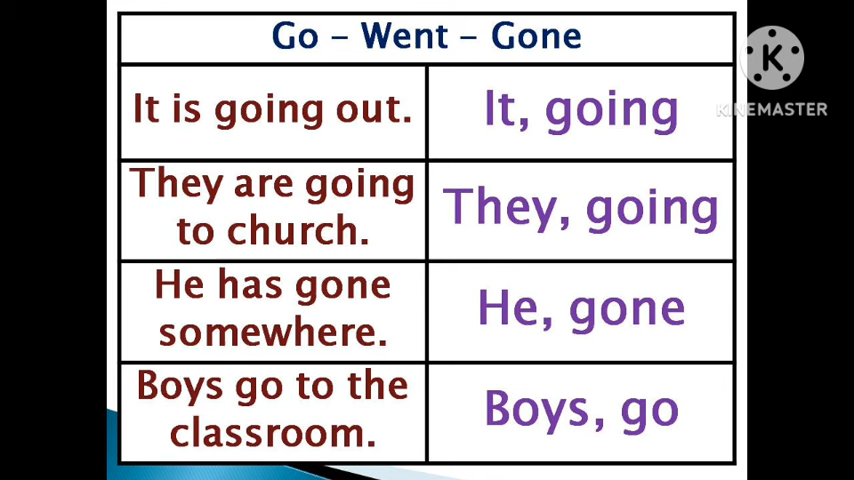 Go – Went – Gone
It is going out.
It, going
They are going
to church.
They, going
He has gone
somewhere.
He, gone
Boys go to the
classroom.
Boys, go
K
KINEMASTER